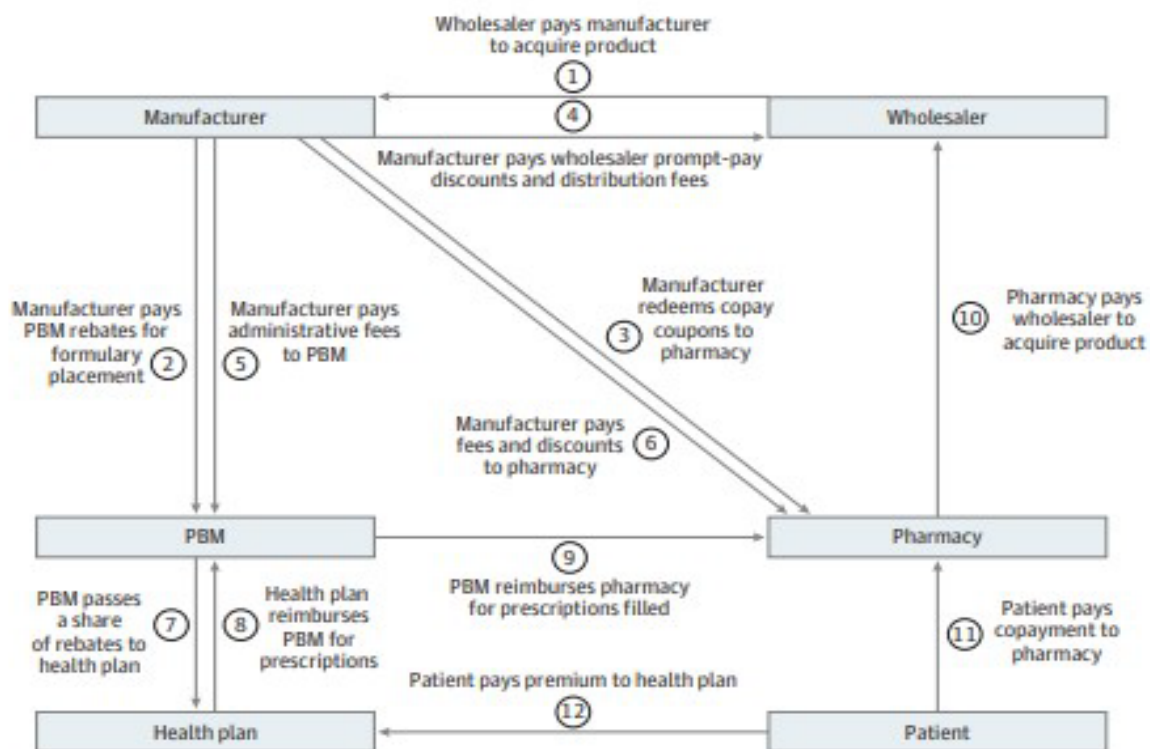 Wholesaler pays manufacturer
to acquire product
1
Manufacturer
4
Wholesaler
Manufacturer pays wholesaler prompt-pay
discounts and distribution fees
Manufacturer pays
PBM rebates for
formulary
placement
2
5
Manufacturer pays
administrative fees
to PBM
Manufacturer
redeems copay
coupons to
pharmacy
3
10
Pharmacy pays
wholesaler to
acquire product
Manufacturer pays
fees and discounts
to pharmacy
6
PBM
Pharmacy
9
PBM reimburses pharmacy
for prescriptions filled
PBM passes
a share
of rebates to
health plan
7
8
Health plan
reimburses
PBM for
prescriptions
11
Patient pays
copayment to
pharmacy
Patient pays premium to health plan
12
Health plan
Patient